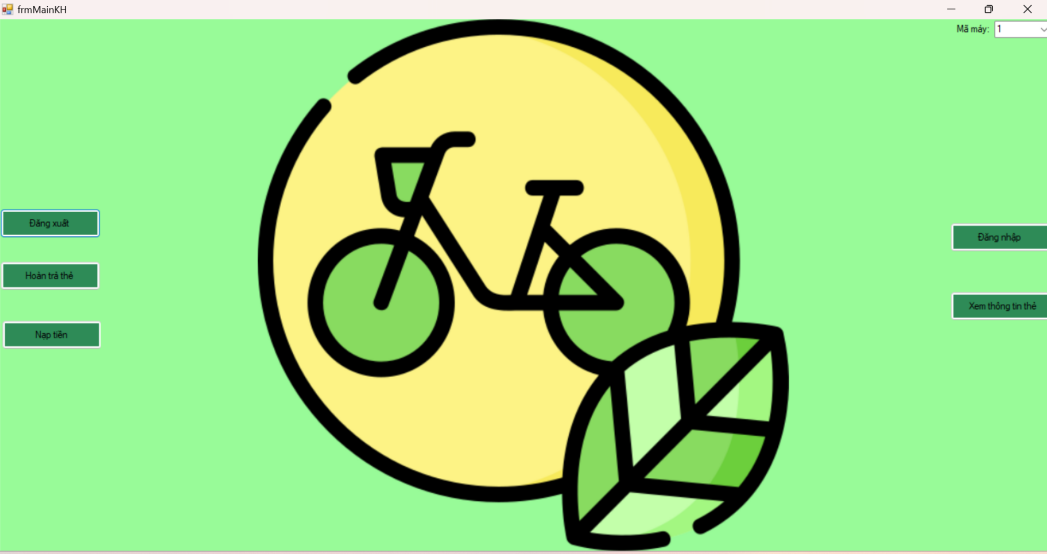 frmMainKH
Mã máy: 1
Đăng xuất
Đăng nhập
Hoàn trả thẻ
Xem thông tin thẻ
Nạp tiền